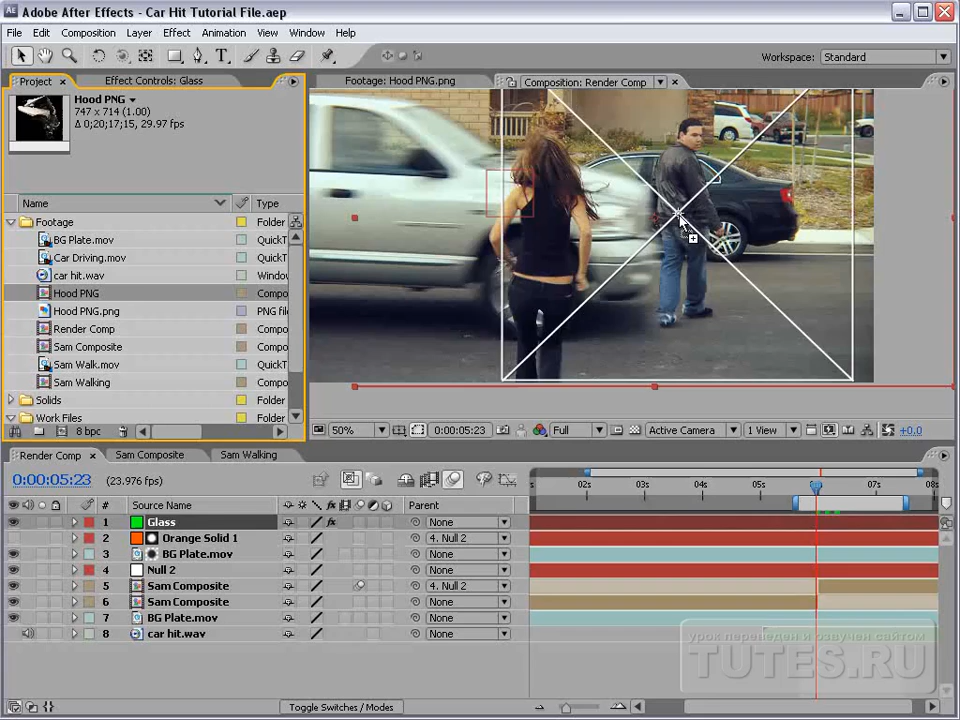 Adobe After Effects - Car Hit Tutorial File.aep
File Edit Composition Layer Effect Animation View Window Help
Workspace: Standard
Project Effect Controls: Glass Footage: Hood PNG.png Composition: Render Comp
Hood PNG
747 x 714 (1.00)
Δ 0;20;17;15, 29.97 fps
Name Type
Footage Folder
BG Plate.mov QuickT
Car Driving.mov QuickT
car hit.wav Windov
Hood PNG Compo
Hood PNG.png PNG file
Render Comp Compo
Sam Composite Compo
Sam Walk.mov QuickT
Sam Walking Compo
Solids Folder
Work Files Folder
8 bpc
50% 0:00:05:23 Full Active Camera 1 View +0,0
Render Comp Sam Composite Sam Walking
0:00:05:23 (23.976 fps)
# Source Name Parent
02s 03s 04s 05s 06s 07s 08s
1 Glass fx None
2 Orange Solid 1 4. Null 2
3 BG Plate.mov None
4 Null 2 None
5 Sam Composite 4. Null 2
6 Sam Composite None
7 BG Plate.mov None
8 car hit.wav None
урок переведен и озвучен сайтом
TUTES.RU
Toggle Switches / Modes